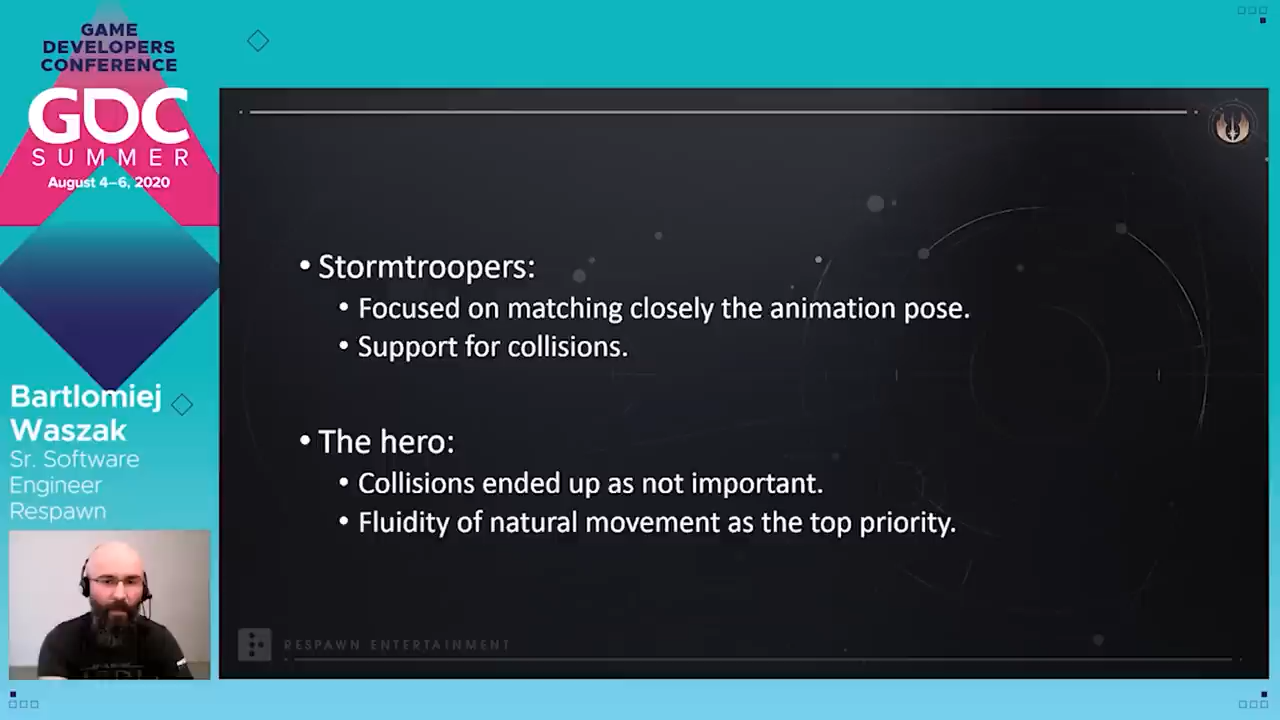 GAME
DEVELOPERS
CONFERENCE
GDC
SUMMER
August 4–6, 2020
Bartlomiej
Waszak
Sr. Software
Engineer
Respawn
• Stormtroopers:
• Focused on matching closely the animation pose.
• Support for collisions.
• The hero:
• Collisions ended up as not important.
• Fluidity of natural movement as the top priority.
RESPAWN ENTERTAINMENT